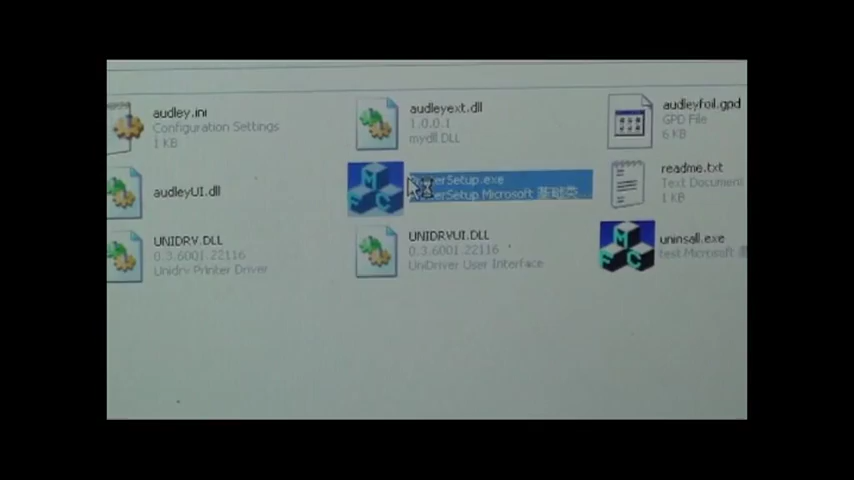 audley.ini
Configuration Settings
1 KB
audleyext.dll
1.0.0.1
mydll DLL
audleyfoil.gpd
GPD File
6 KB
audleyUI.dll
Setup.exe
Setup Microsoft 基础类...
readme.txt
Text Document
1 KB
UNIDRV.DLL
0.3.6001.22116
Unidrv Printer Driver
UNIDRVUI.DLL
0.3.6001.22116
UniDriver User Interface
uninsall.exe
test Microsoft